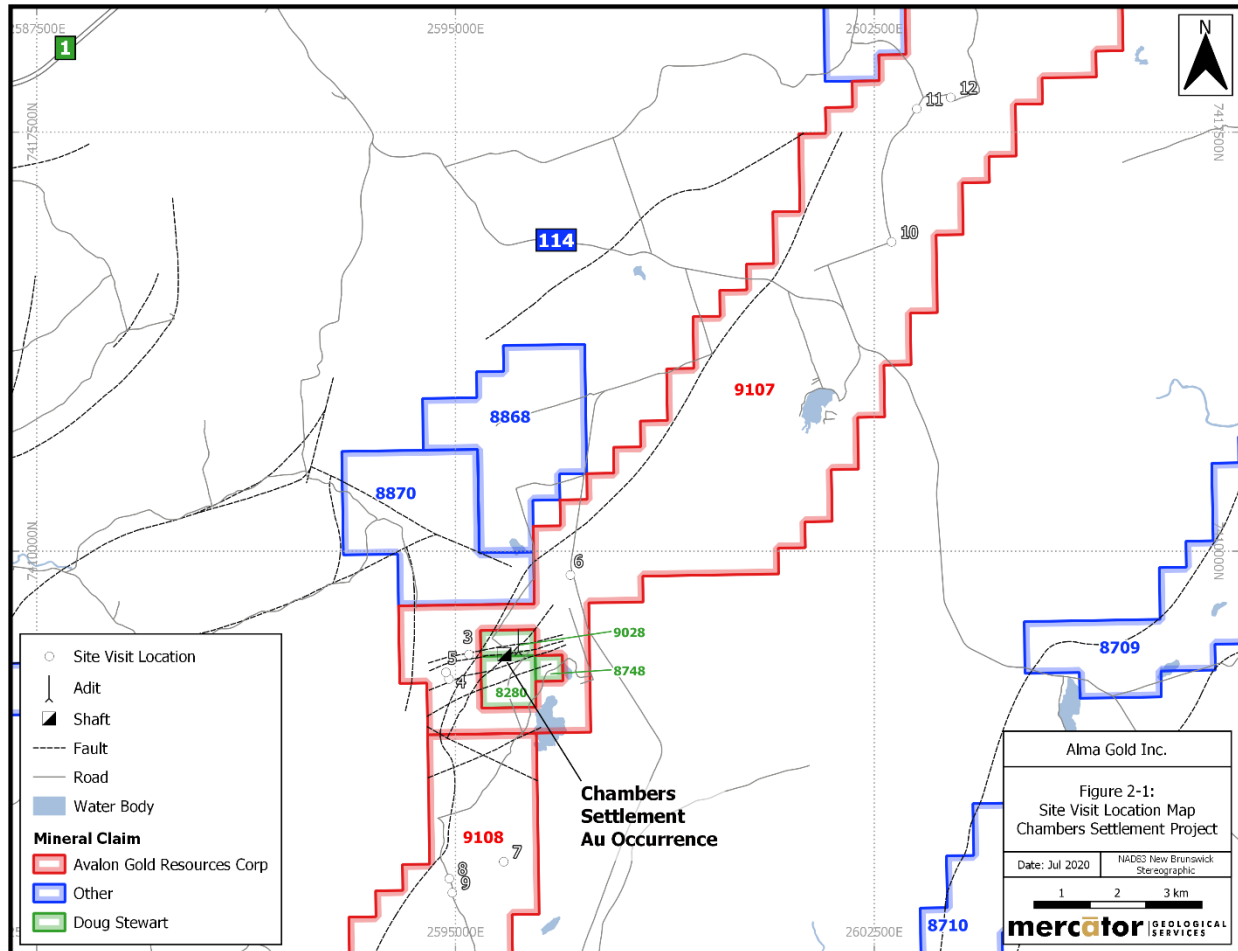 2587500E
2595000E
2602500E
1
N
12
11
7417500N
7417500N
114
10
9107
8868
8870
7410000N
7410000N
6
9028
3
8748
5
4
8280
8709
Chambers
Settlement
Au Occurrence
9108
7
8
9
8710
2595000E
2602500E
Site Visit Location
Adit
Shaft
Fault
Road
Water Body
Mineral Claim
Avalon Gold Resources Corp
Other
Doug Stewart
Alma Gold Inc.
Figure 2-1:
Site Visit Location Map
Chambers Settlement Project
Date: Jul 2020
NAD83 New Brunswick
Stereographic
1 2 3 km
mercātor GEOLOGICAL
SERVICES